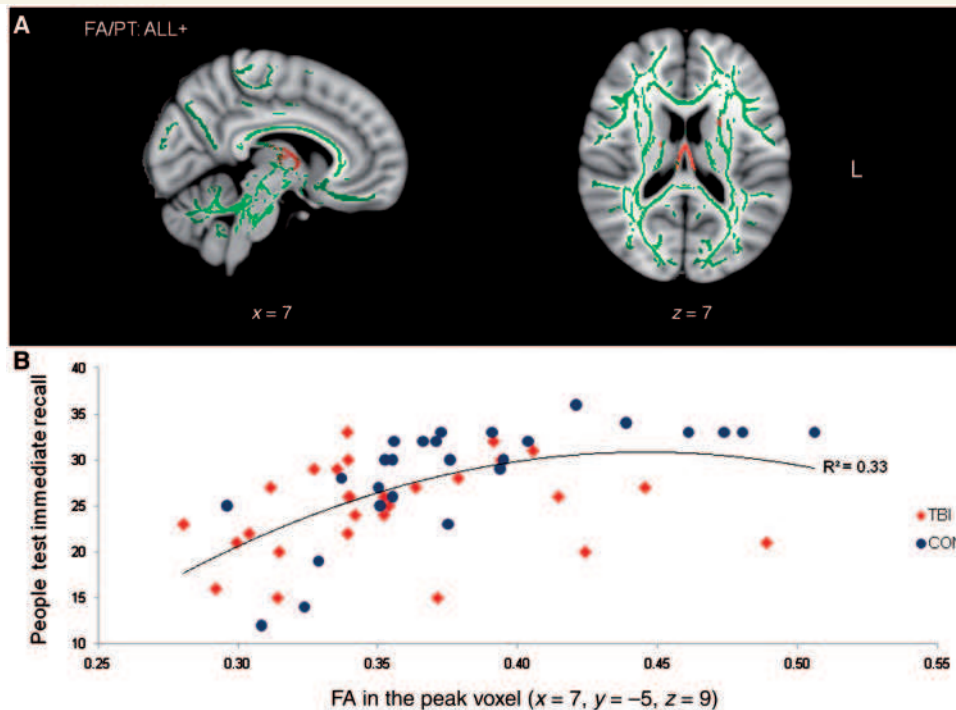 A
FA/PT: ALL+
L
x = 7
z = 7
B
People test immediate recall
40
35
30
25
20
15
10
R² = 0.33
TBI
CON
0.25
0.30
0.35
0.40
0.45
0.50
0.55
FA in the peak voxel (x = 7, y = −5, z = 9)